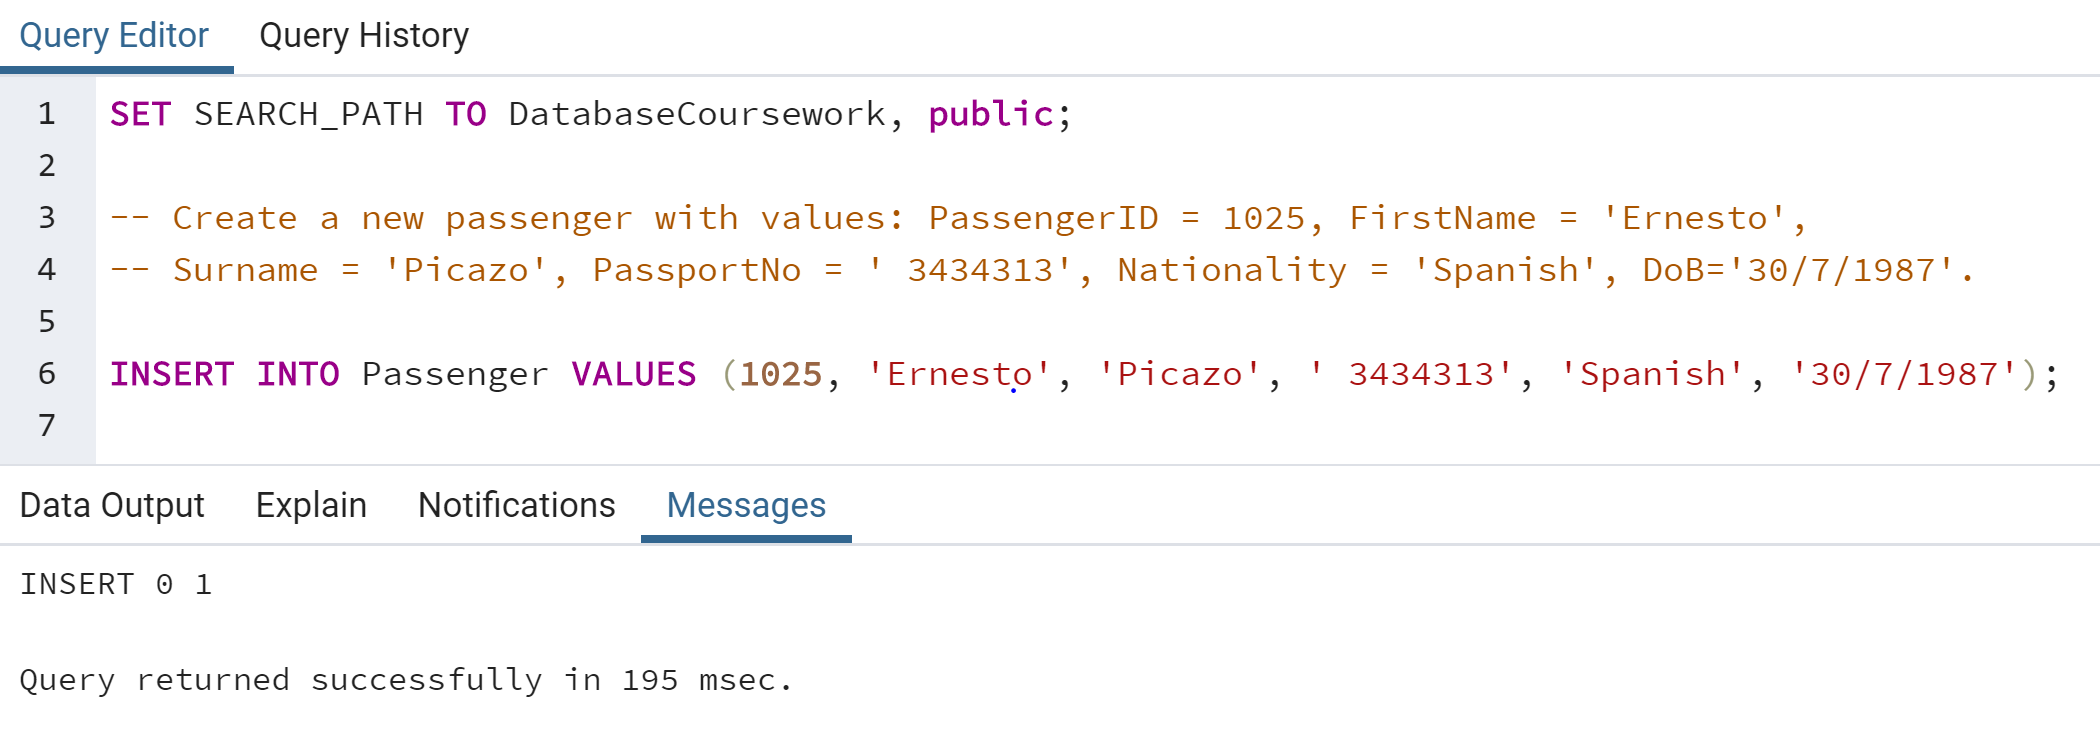 Query Editor Query History
1 SET SEARCH_PATH TO DatabaseCoursework, public;
2
3 -- Create a new passenger with values: PassengerID = 1025, FirstName = 'Ernesto',
4 -- Surname = 'Picazo', PassportNo = ' 3434313', Nationality = 'Spanish', DoB='30/7/1987'.
5
6 INSERT INTO Passenger VALUES (1025, 'Ernesto', 'Picazo', ' 3434313', 'Spanish', '30/7/1987');
7
Data Output Explain Notifications Messages
INSERT 0 1
Query returned successfully in 195 msec.